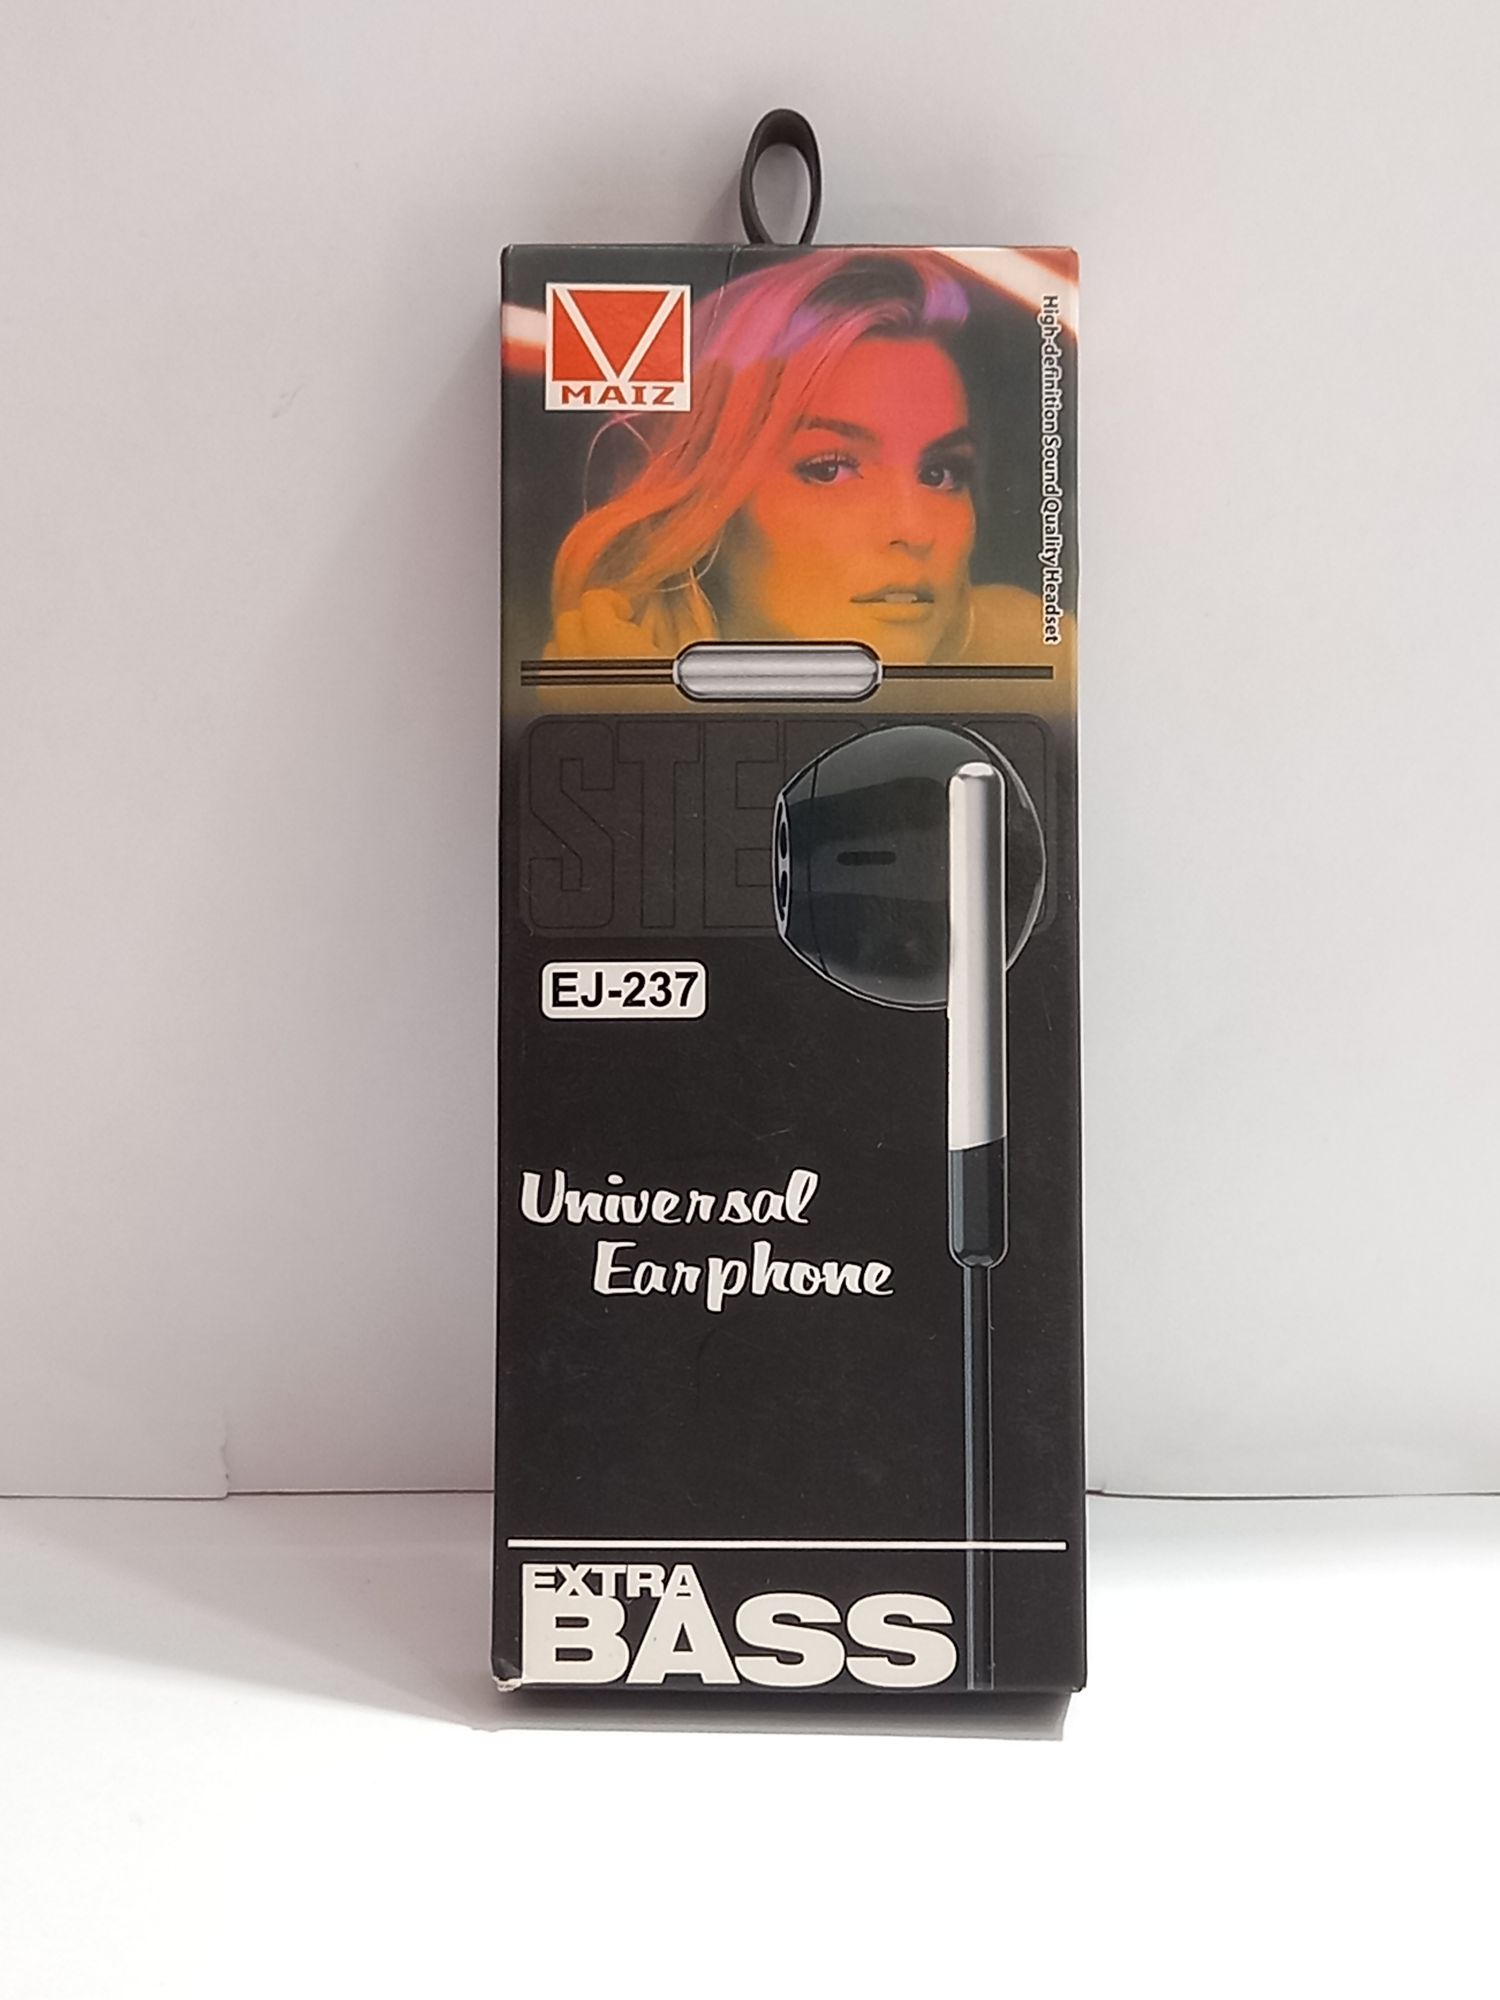 MAIZ
High-definition Sound Quality Headset
EJ-237
Universal
Earphone
EXTRA
BASS